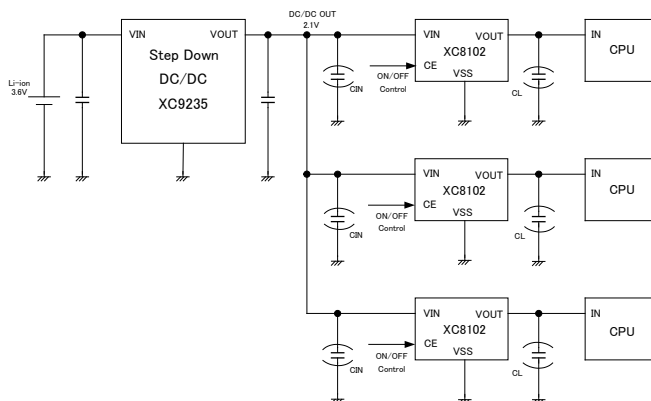 Li-ion
3.6V
VIN
VOUT
Step Down
DC/DC
XC9235
DC/DC OUT
2.1V
CIN
ON/OFF
Control
VIN
VOUT
XC8102
CE
VSS
CL
IN
CPU
CIN
ON/OFF
Control
VIN
VOUT
XC8102
CE
VSS
CL
IN
CPU
CIN
ON/OFF
Control
VIN
VOUT
XC8102
CE
VSS
CL
IN
CPU